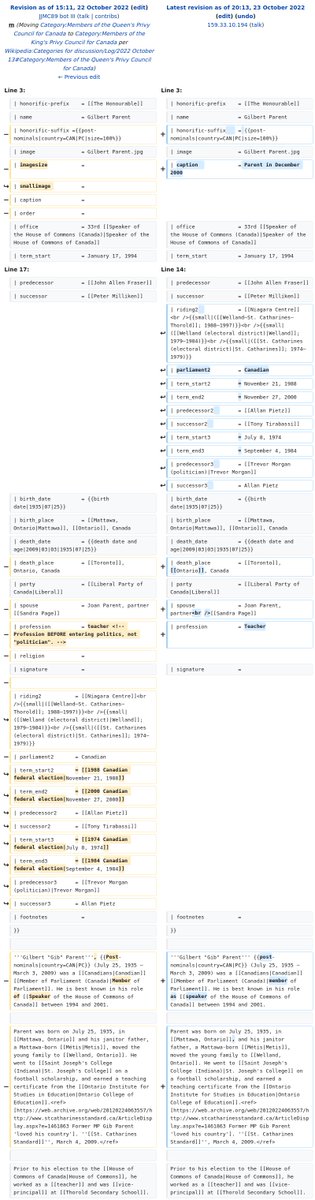 Revision as of 15:11, 22 October 2022 (edit)
JJMC89 bot III (talk | contribs)
m (Moving Category:Members of the Queen's Privy
Council for Canada to Category:Members of the
King's Privy Council for Canada per
Wikipedia:Categories for discussion/Log/2022 October
13#Category:Members of the Queen's Privy Council
for Canada)
← Previous edit
Latest revision as of 20:13, 23 October 2022
(edit) (undo)
159.33.10.194 (talk)
Line 3:
| honorific-prefix = [[The Honourable]]
| name = Gilbert Parent
| honorific-suffix ={{post-
nominals|country=CAN|PC|size=100%}}
| image = Gilbert Parent.jpg
| imagesize =
| smallimage =
| caption =
| order =
| office = 33rd [[Speaker of
the House of Commons (Canada)|Speaker of the
House of Commons of Canada]]
| term_start = January 17, 1994
Line 3:
| honorific-prefix = [[The Honourable]]
| name = Gilbert Parent
| honorific-suffix = {{post-
nominals|country=CAN|PC|size=100%}}
| image = Gilbert Parent.jpg
| caption = Parent in December
2000
| office = 33rd [[Speaker of
the House of Commons (Canada)|Speaker of the
House of Commons of Canada]]
| term_start = January 17, 1994
Line 17:
| predecessor = [[John Allen Fraser]]
| successor = [[Peter Milliken]]
| birth_date = {{birth
date|1935|07|25}}
| birth_place = [[Mattawa,
Ontario|Mattawa]], [[Ontario]], Canada
| death_date = {{death date and
age|2009|03|03|1935|07|25}}
| death_place = [[Toronto]],
Ontario, Canada
| party = [[Liberal Party of
Canada|Liberal]]
| spouse = Joan Parent, partner
[[Sandra Page]]
| profession = teacher <!--
Profession BEFORE entering politics, not
"politician". -->
| religion =
| signature =
| riding2 = [[Niagara Centre]]<br
/>{{small|([[Welland—St. Catharines—
Thorold]]; 1988–1997)}}<br />{{small|
([[Welland (electoral district)|Welland]];
1979–1984)}}<br />{{small|([[St. Catharines
(electoral district)|St. Catharines]]; 1974–
1979)}}
| parliament2 = Canadian
| term_start2 = [[1988 Canadian
federal election|November 21, 1988]]
| term_end2 = [[2000 Canadian
federal election|November 27, 2000]]
| predecessor2 = [[Allan Pietz]]
| successor2 = [[Tony Tirabassi]]
| term_start3 = [[1974 Canadian
federal election|July 8, 1974]]
| term_end3 = [[1984 Canadian
federal election|September 4, 1984]]
| predecessor3 = [[Trevor Morgan
(politician)|Trevor Morgan]]
| successor3 = Allan Pietz
| footnotes =
}}
'''Gilbert "Gib" Parent''', {{Post-
nominals|country=CAN|PC}} (July 25, 1935 –
March 3, 2009) was a [[Canadians|Canadian]]
[[Member of Parliament (Canada)|Member of
Parliament]]. He is best known in his role
of [[Speaker of the House of Commons of
Canada]] between 1994 and 2001.
Parent was born on July 25, 1935, in
[[Mattawa, Ontario]] and his janitor father,
a Mattawa-born [[Metis|Metis]], moved the
young family to [[Welland, Ontario]]. He
went to [[Saint Joseph's College
(Indiana)|St. Joseph's College]] on a
football scholarship, and earned a teaching
certificate from the [[Ontario Institute for
Studies in Education|Ontario College of
Education]].<ref>
[https://web.archive.org/web/20120224063557/h
ttp://www.stcatharinesstandard.ca/ArticleDisp
lay.aspx?e=1461863 Former MP Gib Parent
'loved his country'], ''[[St. Catharines
Standard]]'', March 4, 2009.</ref>
Prior to his election to the [[House of
Commons]], he worked as a [[teacher]] and
was [[vice-principal]] at [[Thorold Secondary School]].
Line 14:
| predecessor = [[John Allen Fraser]]
| successor = [[Peter Milliken]]
| riding2 = [[Niagara Centre]]
<br />{{small|([[Welland—St. Catharines—
Thorold]]; 1988–1997)}}<br />{{small|
([[Welland (electoral district)|Welland]];
1979–1984)}}<br />{{small|([[St. Catharines
(electoral district)|St. Catharines]]; 1974–
1979)}}
| parliament2 = Canadian
| term_start2 = November 21, 1988
| term_end2 = November 27, 2000
| predecessor2 = [[Allan Pietz]]
| successor2 = [[Tony Tirabassi]]
| term_start3 = July 8, 1974
| term_end3 = September 4, 1984
| predecessor3 = [[Trevor Morgan
(politician)|Trevor Morgan]]
| successor3 = Allan Pietz
| birth_date = {{birth
date|1935|07|25}}
| birth_place = [[Mattawa,
Ontario|Mattawa]], [[Ontario]], Canada
| death_date = {{death date and
age|2009|03|03|1935|07|25}}
| death_place = [[Toronto]],
[[Ontario]], Canada
| party = [[Liberal Party of
Canada|Liberal]]
| spouse = Joan Parent,
partner<br />[[Sandra Page]]
| profession = Teacher
| signature =
| footnotes =
}}
'''Gilbert "Gib" Parent''' {{post-
nominals|country=CAN|PC}} (July 25, 1935 –
March 3, 2009) was a [[Canadians|Canadian]]
[[Member of Parliament (Canada)|member of
Parliament]]. He is best known in his role
as [[speaker of the House of Commons of
Canada]] between 1994 and 2001.
Parent was born on July 25, 1935, in
[[Mattawa, Ontario]], and his janitor
father, a Mattawa-born [[Metis|Metis]],
moved the young family to [[Welland,
Ontario]]. He went to [[Saint Joseph's
College (Indiana)|St. Joseph's College]] on
a football scholarship, and earned a
teaching certificate from the [[Ontario
Institute for Studies in Education|Ontario
College of Education]].<ref>
[https://web.archive.org/web/20120224063557/h
ttp://www.stcatharinesstandard.ca/ArticleDisp
lay.aspx?e=1461863 Former MP Gib Parent
'loved his country'], ''[[St. Catharines
Standard]]'', March 4, 2009.</ref>
Prior to his election to the [[House of
Commons]], he worked as a [[teacher]] and
was [[vice-principal]] at [[Thorold Secondary School]].